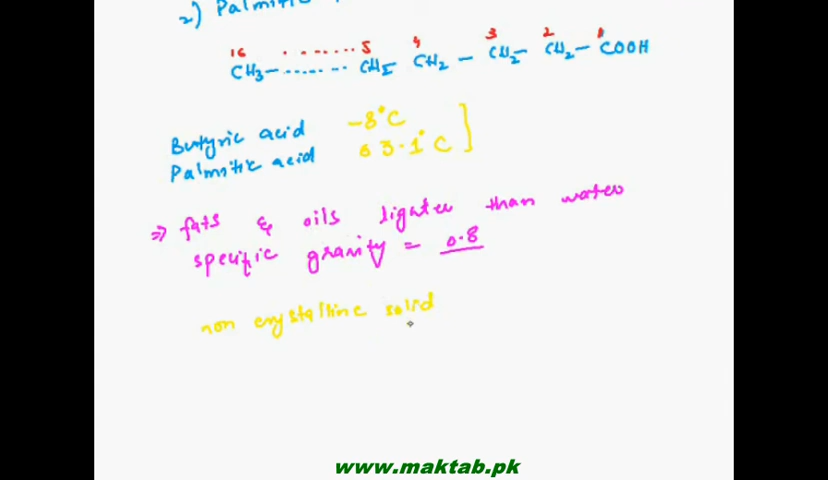 2) Palmitic
16 ........ 5 4 3 2 1
CH3-......... CH2 CH2 - CH2 - CH2 - COOH
Butyric acid -8°C
Palmitic acid 63.1°C
⇒ fats & oils lighter than water
specific gravity = 0.8
non crystalline solid
www.maktab.pk